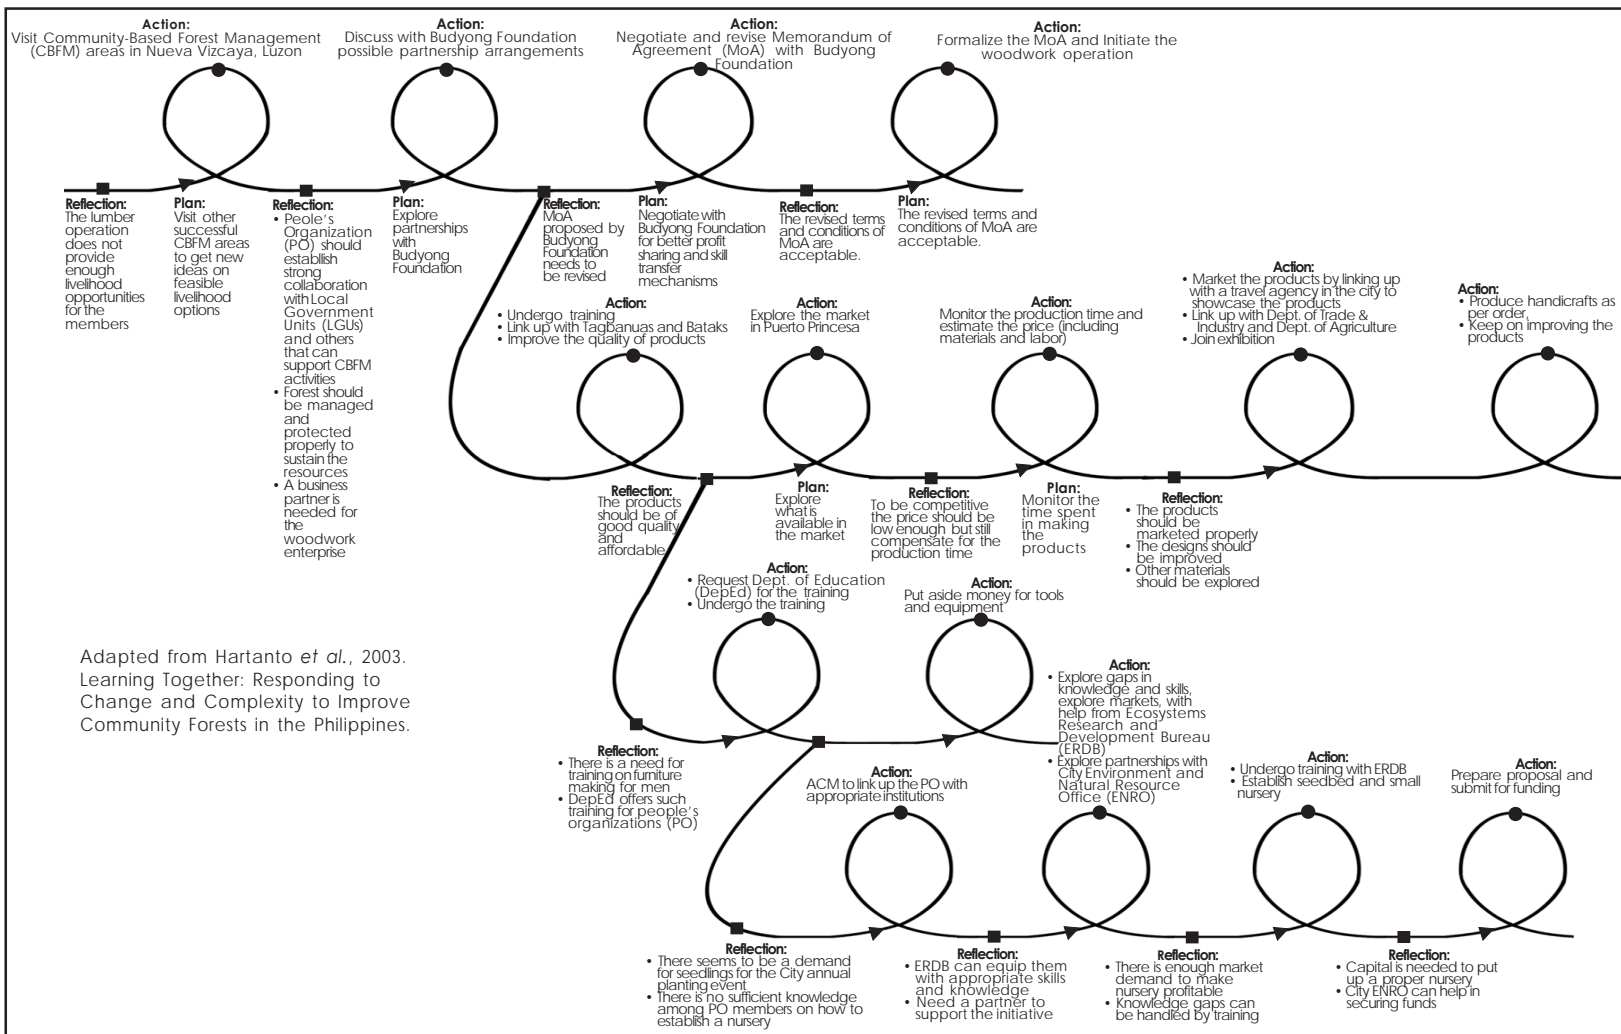 Action:
Visit Community-Based Forest Management
(CBFM) areas in Nueva Vizcaya, Luzon
Action:
Discuss with Budyong Foundation
possible partnership arrangements
Action:
Negotiate and revise Memorandum of
Agreement (MoA) with Budyong
Foundation
Action:
Formalize the MoA and Initiate the
woodwork operation
Reflection:
The lumber
operation
does not
provide
enough
livelihood
opportunities
for the
members
Plan:
Visit other
successful
CBFM areas
to get new
ideas on
feasible
livelihood
options
Reflection:
• Peole's
Organization
(PO) should
establish
strong
collaboration
with Local
Government
Units (LGUs)
and others
that can
support CBFM
activities
• Forest should
be managed
and
protected
properly to
sustain the
resources
• A business
partner is
needed for
the
woodwork
enterprise
Plan:
Explore
partnerships
with
Budyong
Foundation
Reflection:
MoA
proposed by
Budyong
Foundation
needs to
be revised
Plan:
Negotiate with
Budyong Foundation
for better profit
sharing and skill
transfer
mechanisms
Reflection:
The revised terms
and conditions of
MoA are
acceptable.
Plan:
The revised terms and
conditions of MoA are
acceptable.
Action:
• Undergo training
• Link up with Tagbanuas and Bataks
• Improve the quality of products
Action:
Explore the market
in Puerto Princesa
Action:
Monitor the production time and
estimate the price (including
materials and labor)
Action:
• Market the products by linking up
with a travel agency in the city to
showcase the products
• Link up with Dept. of Trade &
Industry and Dept. of Agriculture
• Join exhibition
Action:
• Produce handicrafts as
per order,
• Keep on improving the
products
Reflection:
The products
should be of
good quality
and
affordable
Plan:
Explore
what is
available in
the market
Reflection:
To be competitive
the price should be
low enough but still
compensate for the
production time
Plan:
Monitor the
time spent
in making
the
products
Reflection:
• The products
should be
marketed properly
• The designs should
be improved
• Other materials
should be explored
Action:
• Request Dept. of Education
(DepEd) for the training
• Undergo the training
Action:
Put aside money for tools
and equipment
Adapted from Hartanto et al., 2003.
Learning Together: Responding to
Change and Complexity to Improve
Community Forests in the Philippines.
Reflection:
• There is a need for
training on furniture
making for men
• DepEd offers such
training for people's
organizations (PO)
Action:
ACM to link up the PO with
appropriate institutions
Action:
• Explore gaps in
knowledge and skills,
explore markets, with
help from Ecosystems
Research and
Development Bureau
(ERDB)
• Explore partnerships with
City Environment and
Natural Resource
Office (ENRO)
Action:
• Undergo training with ERDB
• Establish seedbed and small
nursery
Action:
Prepare proposal and
submit for funding
Reflection:
• There seems to be a demand
for seedlings for the City annual
planting event
• There is no sufficient knowledge
among PO members on how to
establish a nursery
Reflection:
• ERDB can equip them
with appropriate skills
and knowledge
• Need a partner to
support the initiative
Reflection:
• There is enough market
demand to make
nursery profitable
• Knowledge gaps can
be handled by training
Reflection:
• Capital is needed to put
up a proper nursery
• City ENRO can help in
securing funds